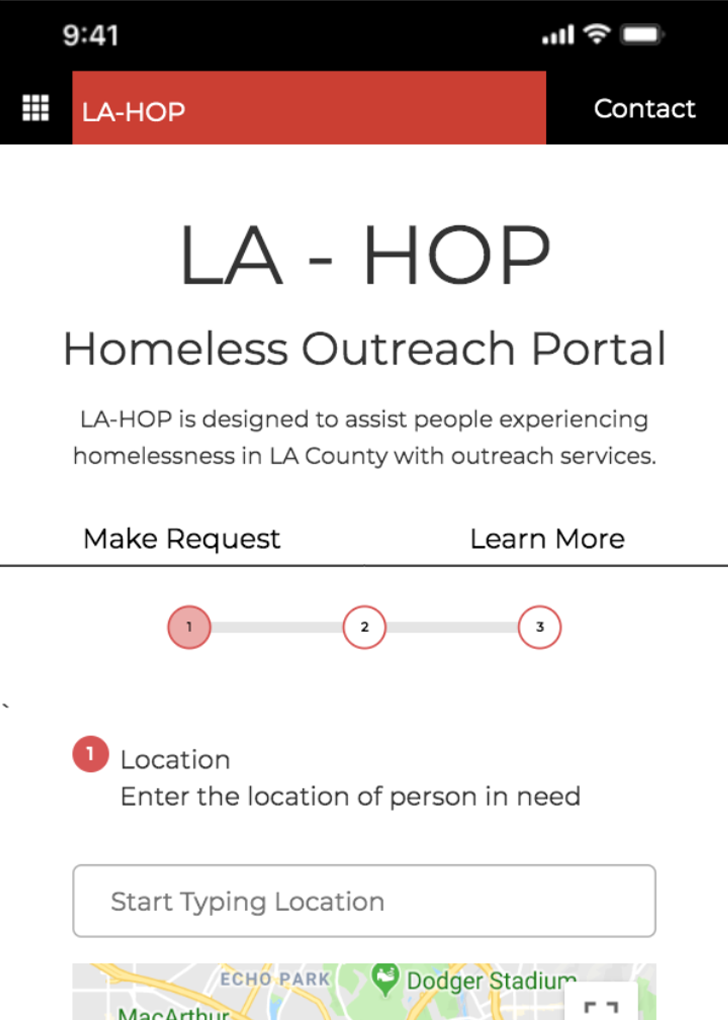 9:41
LA-HOP
Contact
LA - HOP
Homeless Outreach Portal
LA-HOP is designed to assist people experiencing
homelessness in LA County with outreach services.
Make Request
Learn More
1
2
3
`
1
Location
Enter the location of person in need
Start Typing Location
ECHO PARK
Dodger Stadium
MacArthur